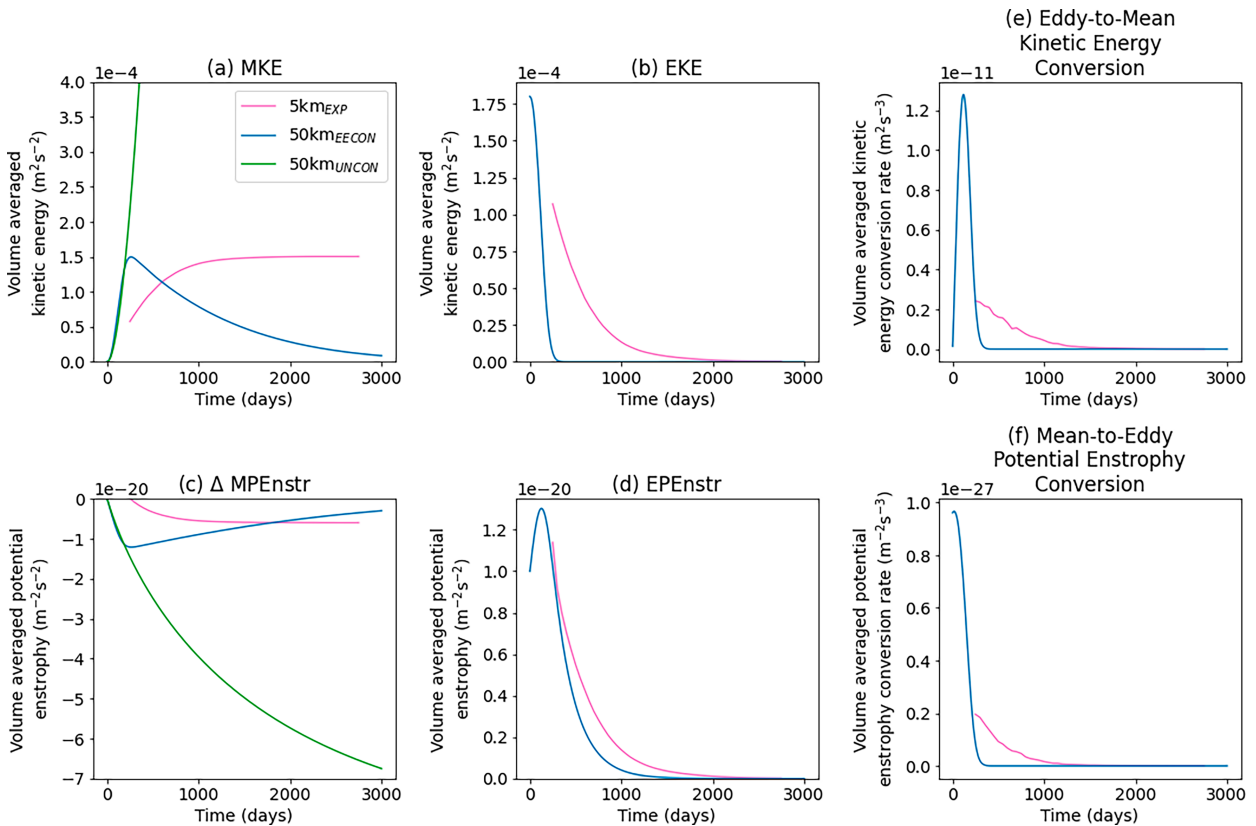 (a) MKE
1e−4
Volume averaged
kinetic energy (m²s⁻²)
4.0
3.5
3.0
2.5
2.0
1.5
1.0
0.5
0.0
5km_EXP
50km_EECON
50km_UNCON
0 1000 2000 3000
Time (days)
(b) EKE
1e−4
Volume averaged
kinetic energy (m²s⁻²)
1.75
1.50
1.25
1.00
0.75
0.50
0.25
0.00
0 1000 2000 3000
Time (days)
(e) Eddy-to-Mean
Kinetic Energy
Conversion
1e−11
Volume averaged kinetic
energy conversion rate (m²s⁻³)
1.2
1.0
0.8
0.6
0.4
0.2
0.0
0 1000 2000 3000
Time (days)
(c) Δ MPEnstr
1e−20
Volume averaged potential
enstrophy (m⁻²s⁻²)
0
−1
−2
−3
−4
−5
−6
−7
0 1000 2000 3000
Time (days)
(d) EPEnstr
1e−20
Volume averaged potential
enstrophy (m⁻²s⁻²)
1.2
1.0
0.8
0.6
0.4
0.2
0.0
0 1000 2000 3000
Time (days)
(f) Mean-to-Eddy
Potential Enstrophy
Conversion
1e−27
Volume averaged potential
enstrophy conversion rate (m⁻²s⁻³)
1.0
0.8
0.6
0.4
0.2
0.0
0 1000 2000 3000
Time (days)